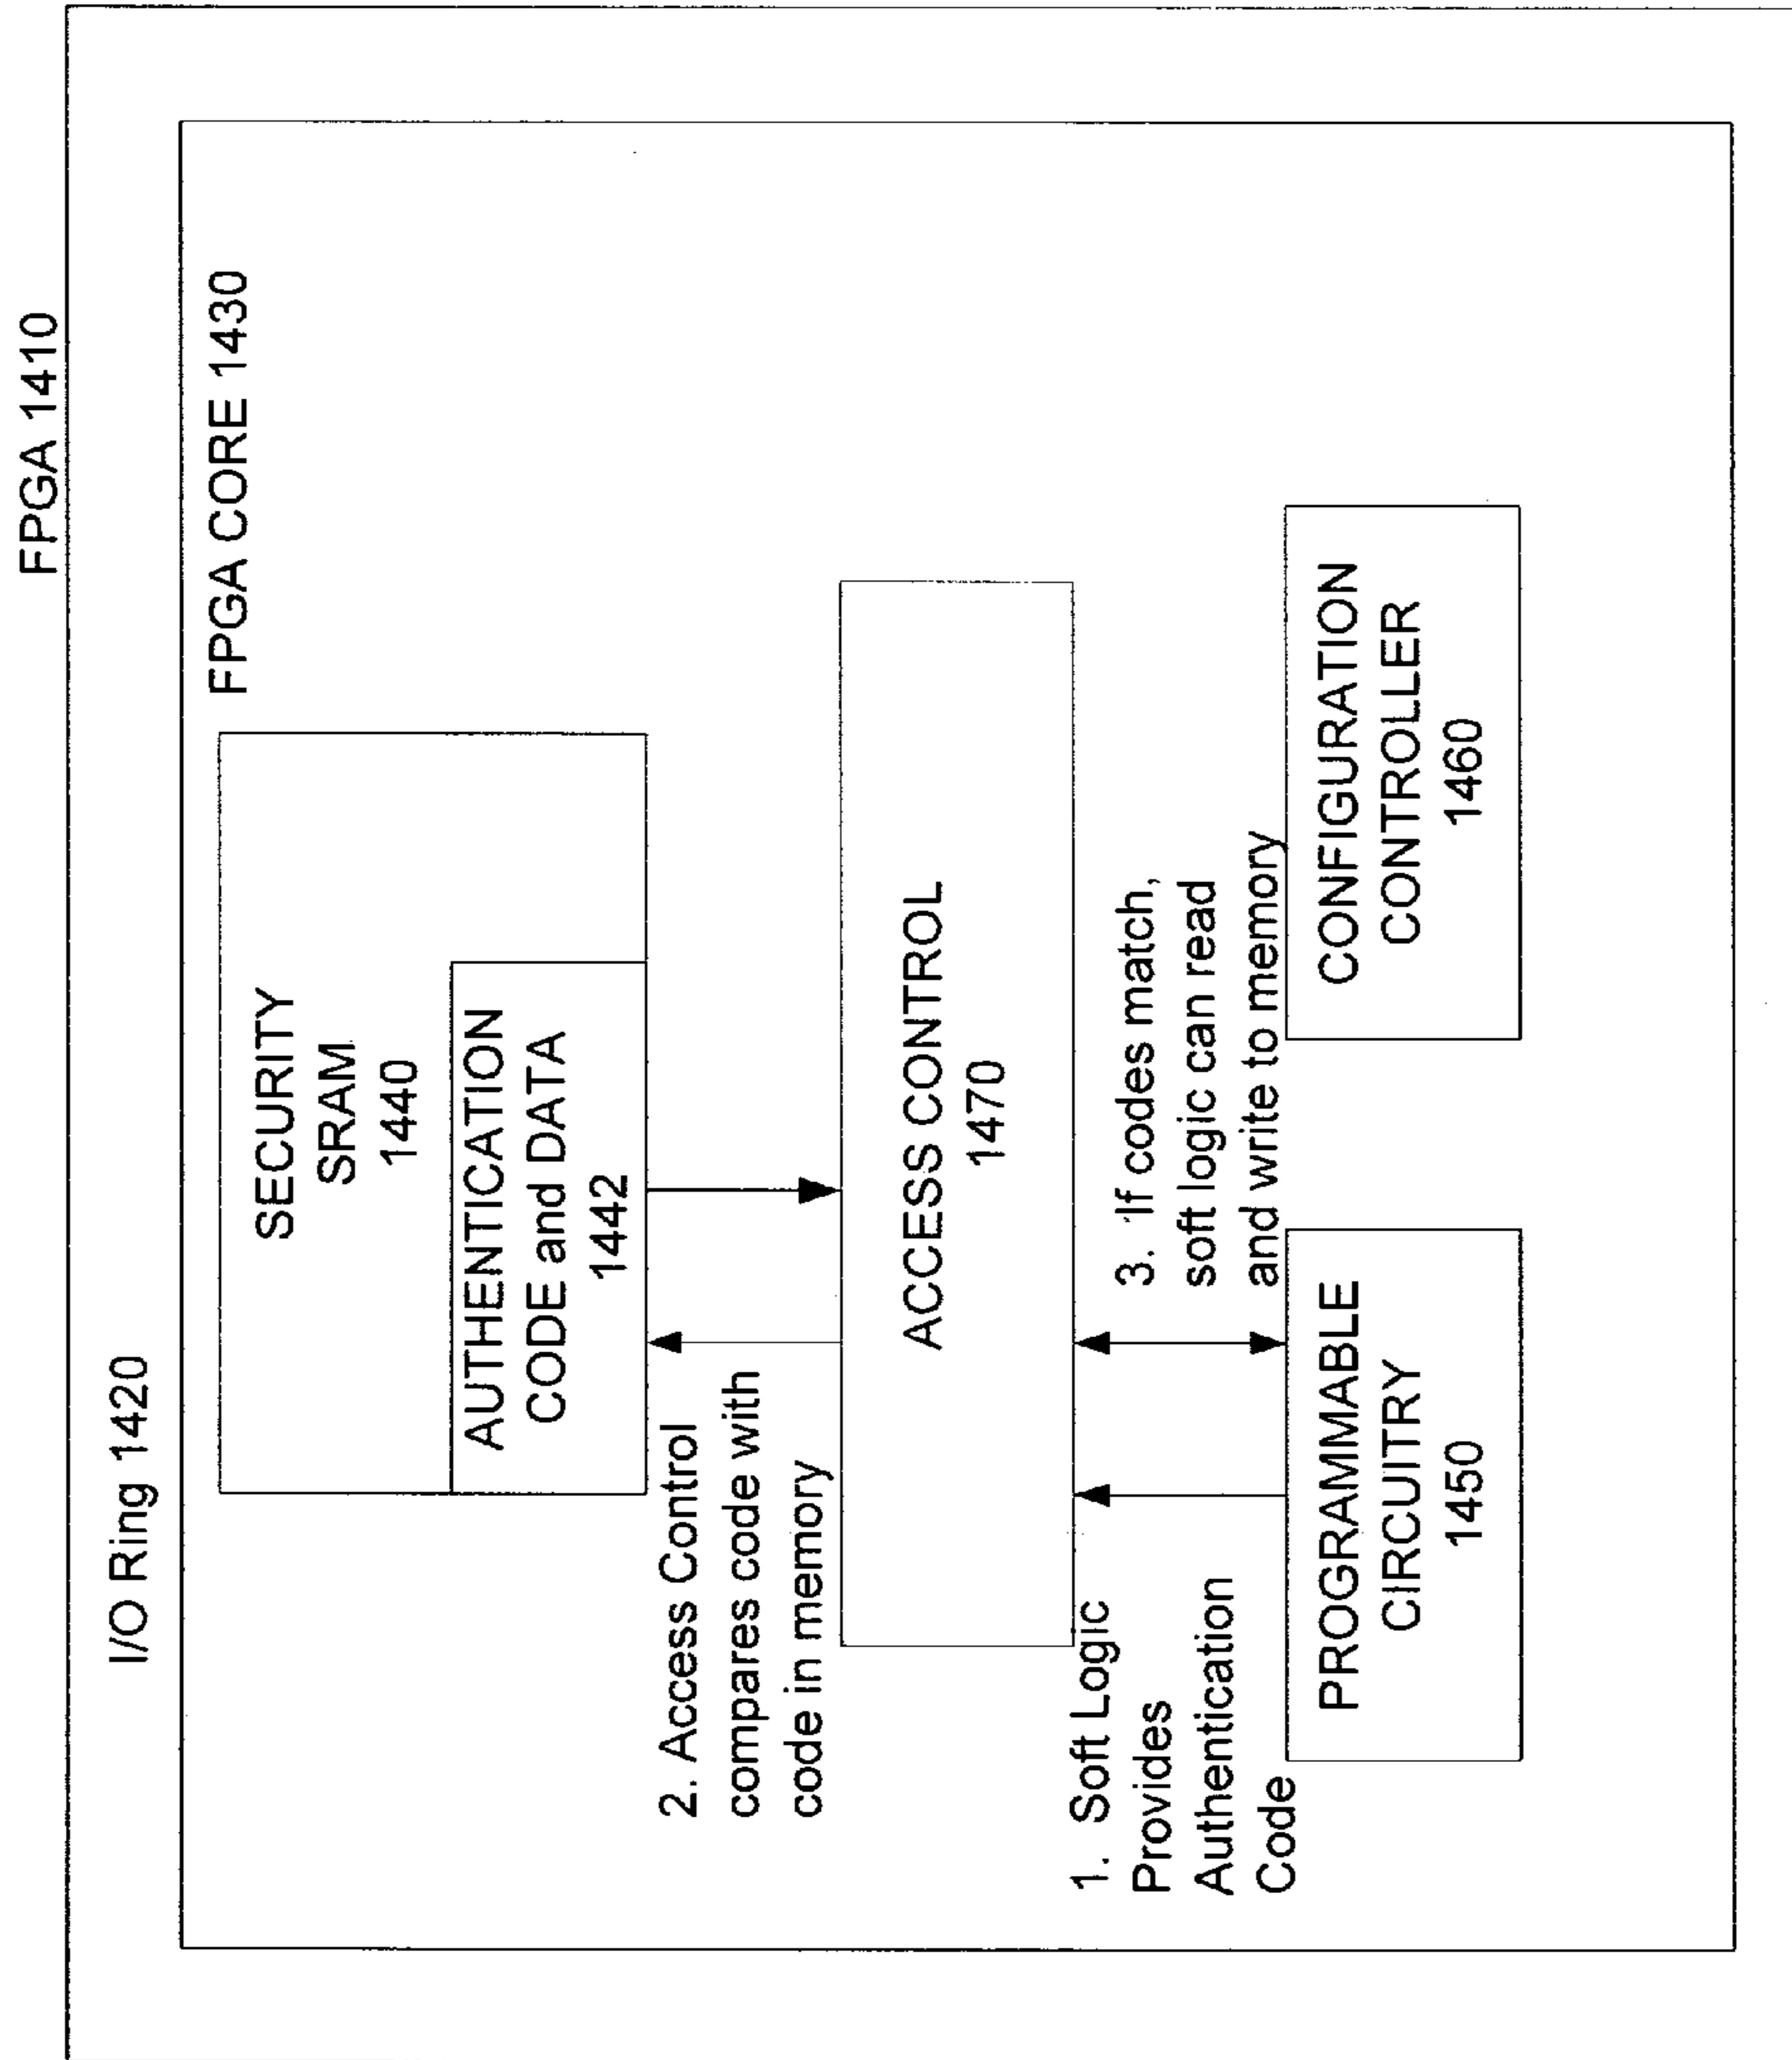 FPGA 1410
I/O Ring 1420
FPGA CORE 1430
SECURITY
SRAM
1440
AUTHENTICATION
CODE and DATA
1442
2. Access Control
compares code with
code in memory
ACCESS CONTROL
1470
1. Soft Logic
Provides
Authentication
Code
3. If codes match,
soft logic can read
and write to memory
PROGRAMMABLE
CIRCUITRY
1450
CONFIGURATION
CONTROLLER
1460